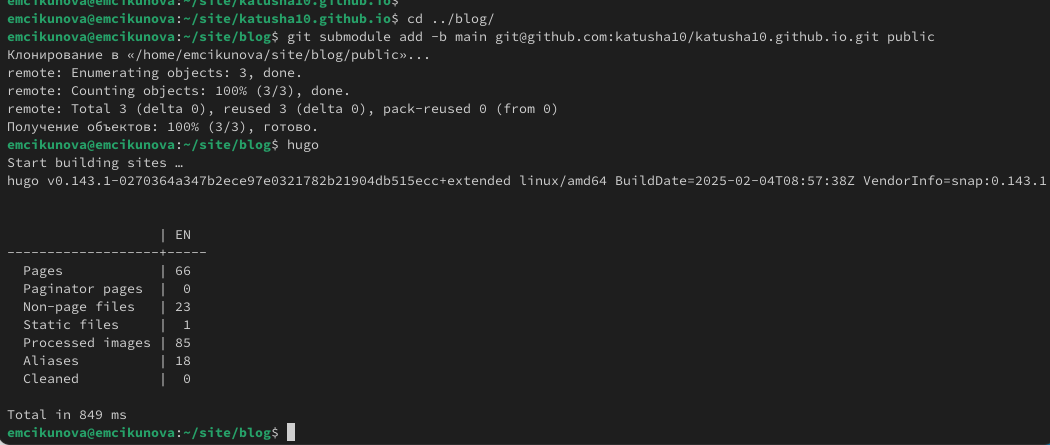 emcikunova@emcikunova:~/site/katusha10.github.io$
emcikunova@emcikunova:~/site/katusha10.github.io$ cd ../blog/
emcikunova@emcikunova:~/site/blog$ git submodule add -b main git@github.com:katusha10/katusha10.github.io.git public
Клонирование в «/home/emcikunova/site/blog/public»...
remote: Enumerating objects: 3, done.
remote: Counting objects: 100% (3/3), done.
remote: Total 3 (delta 0), reused 3 (delta 0), pack-reused 0 (from 0)
Получение объектов: 100% (3/3), готово.
emcikunova@emcikunova:~/site/blog$ hugo
Start building sites …
hugo v0.143.1-0270364a347b2ece97e0321782b21904db515ecc+extended linux/amd64 BuildDate=2025-02-04T08:57:38Z VendorInfo=snap:0.143.1
                   | EN
-------------------+-----
  Pages            | 66
  Paginator pages  |  0
  Non-page files   | 23
  Static files     |  1
  Processed images | 85
  Aliases          | 18
  Cleaned          |  0
Total in 849 ms
emcikunova@emcikunova:~/site/blog$